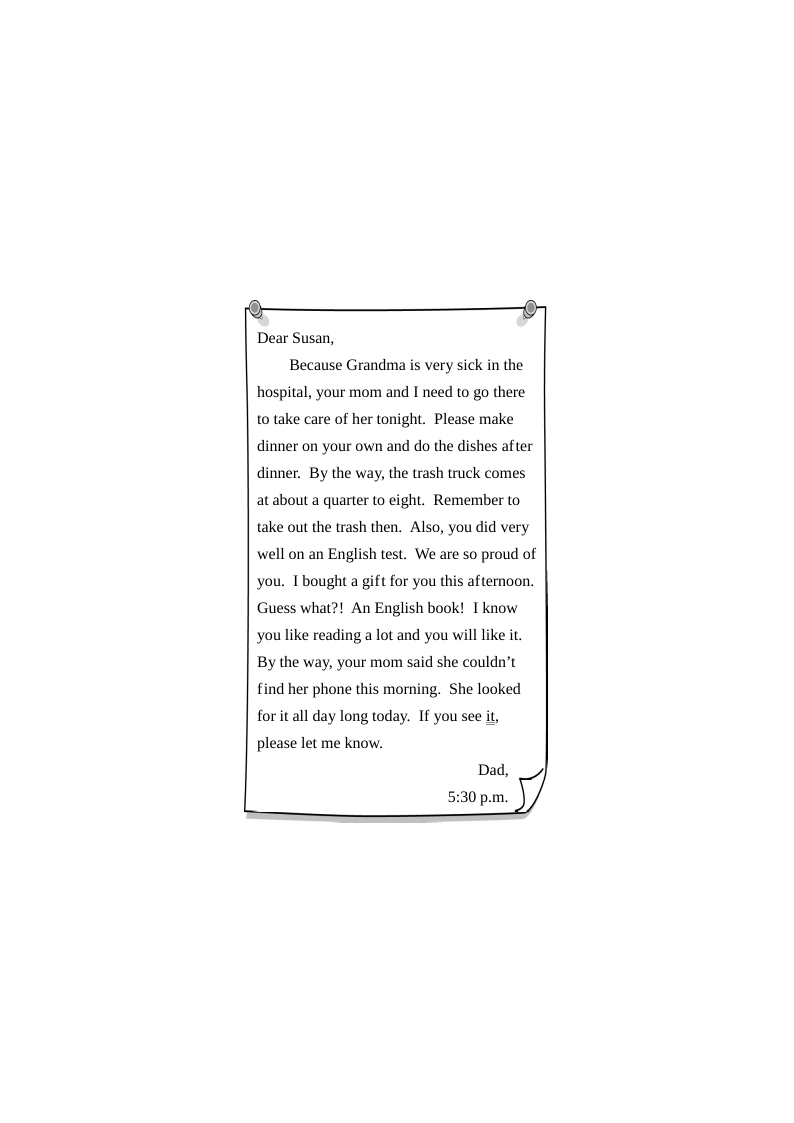 Dear Susan,
Because Grandma is very sick in the
hospital, your mom and I need to go there
to take care of her tonight.  Please make
dinner on your own and do the dishes after
dinner.  By the way, the trash truck comes
at about a quarter to eight.  Remember to
take out the trash then.  Also, you did very
well on an English test.  We are so proud of
you.  I bought a gift for you this afternoon.
Guess what?!  An English book!  I know
you like reading a lot and you will like it.
By the way, your mom said she couldn’t
find her phone this morning.  She looked
for it all day long today.  If you see it,
please let me know.
Dad,
5:30 p.m.